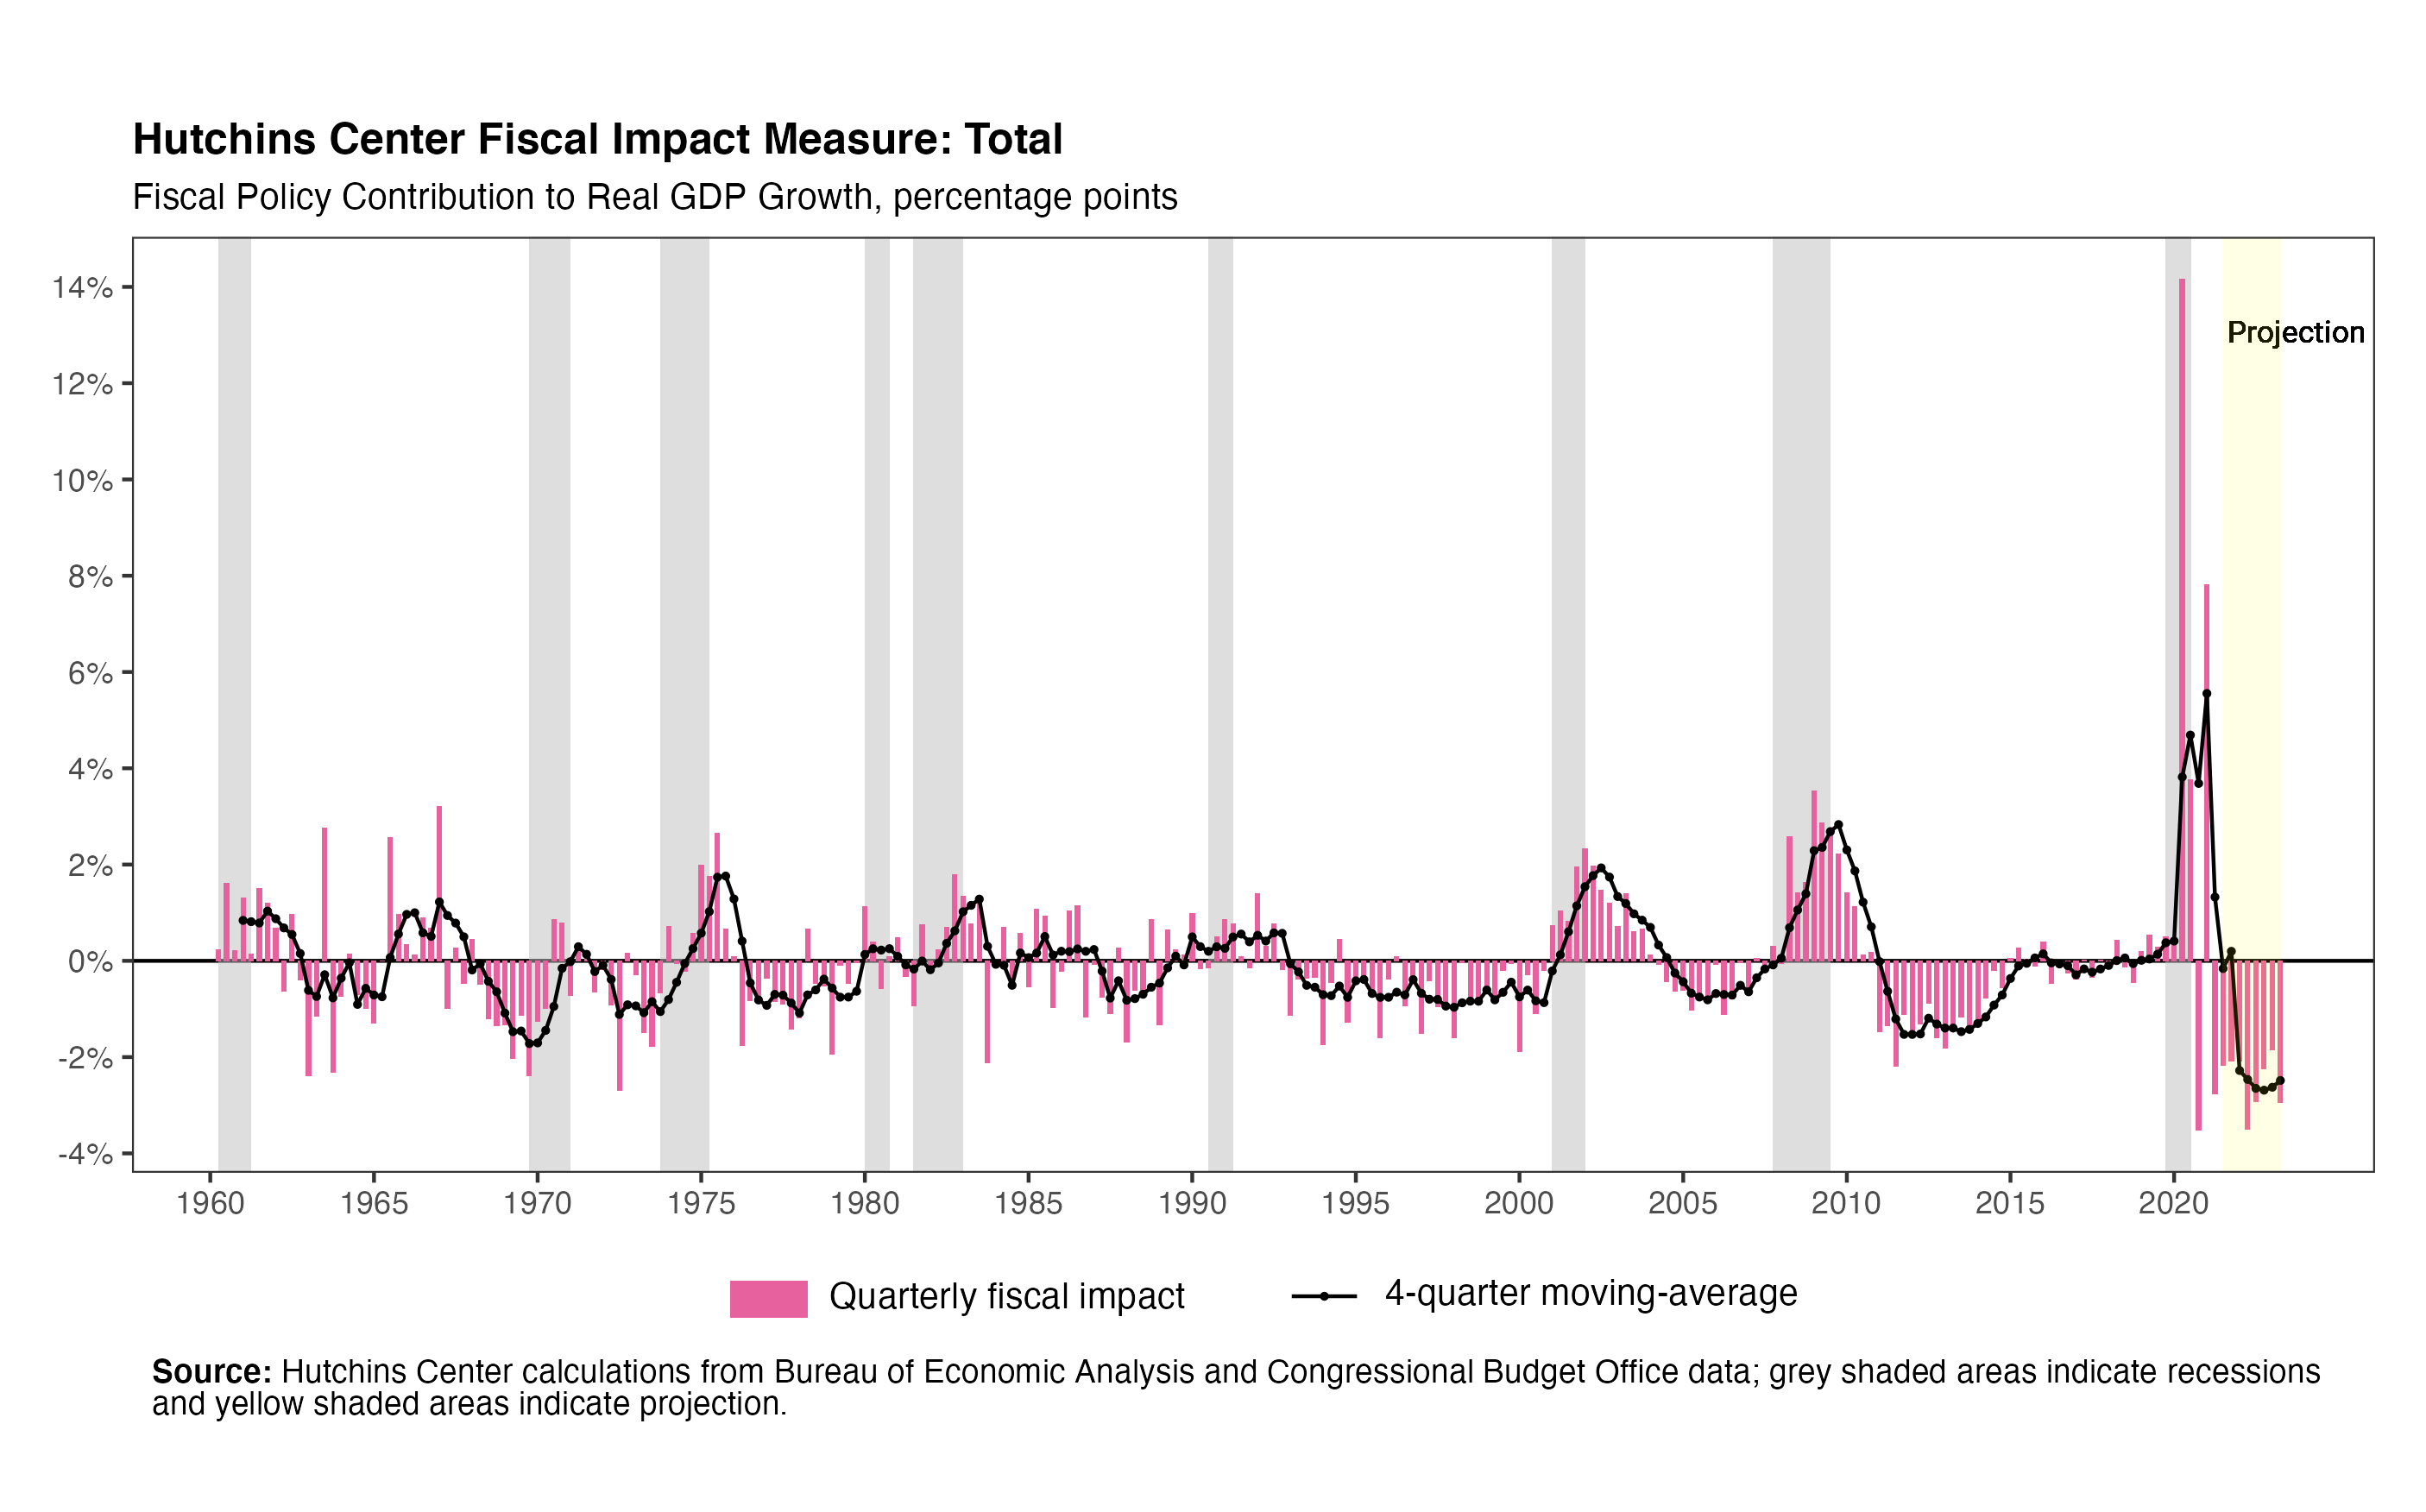 Hutchins Center Fiscal Impact Measure: Total
Fiscal Policy Contribution to Real GDP Growth, percentage points
14%
Projection
12%
10%
8%
6%
4%
2%
0%
-2%
-4%
1960 1965 1970 1975 1980 1985 1990 1995 2000 2005 2010 2015 2020
Quarterly fiscal impact 4-quarter moving-average
Source: Hutchins Center calculations from Bureau of Economic Analysis and Congressional Budget Office data; grey shaded areas indicate recessions
and yellow shaded areas indicate projection.